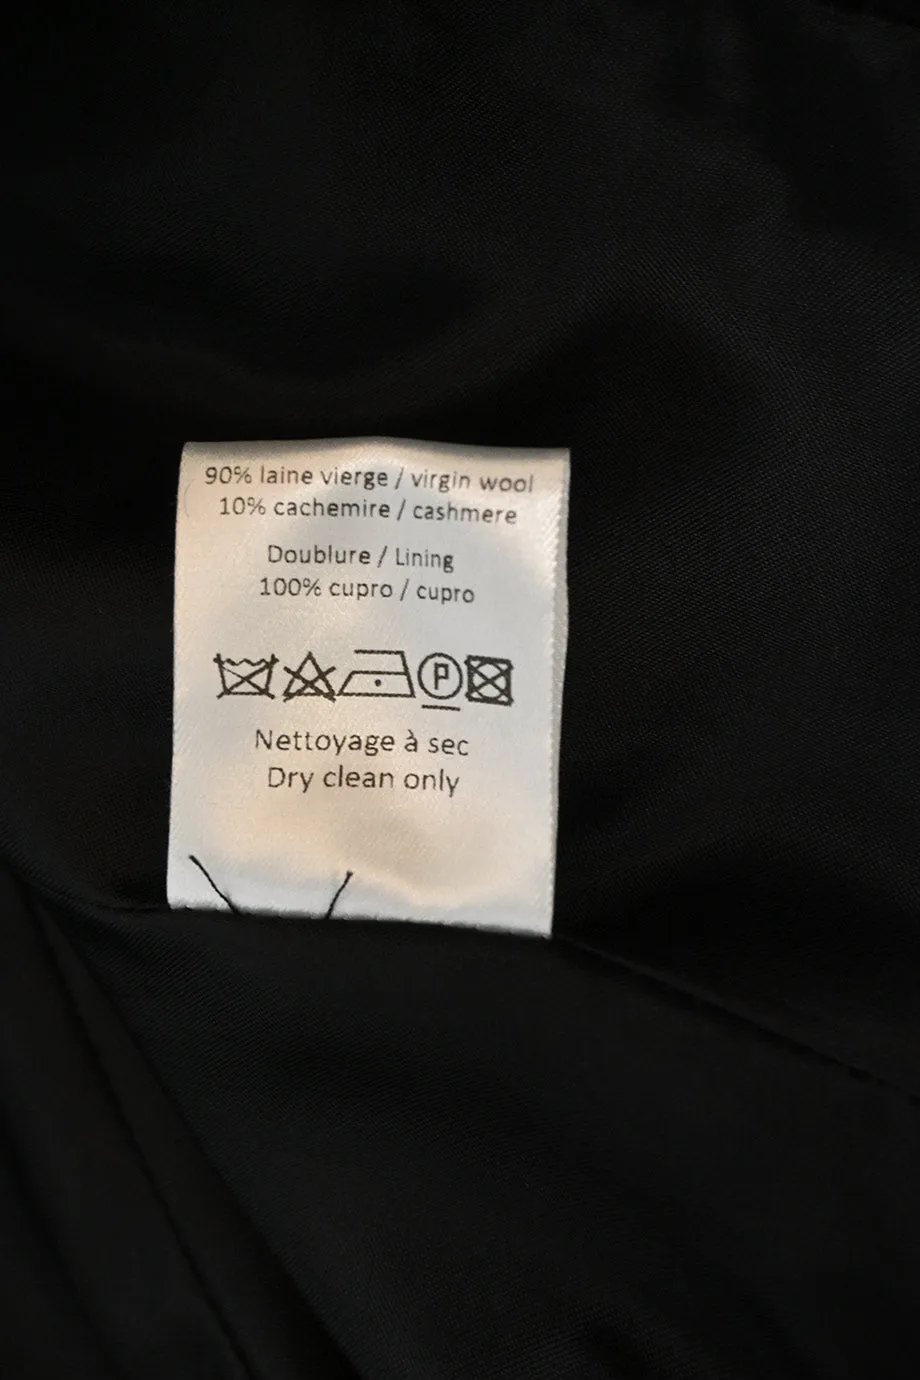 90% laine vierge / virgin wool
10% cachemire / cashmere
Doublure / Lining
100% cupro / cupro
P
Nettoyage à sec
Dry clean only